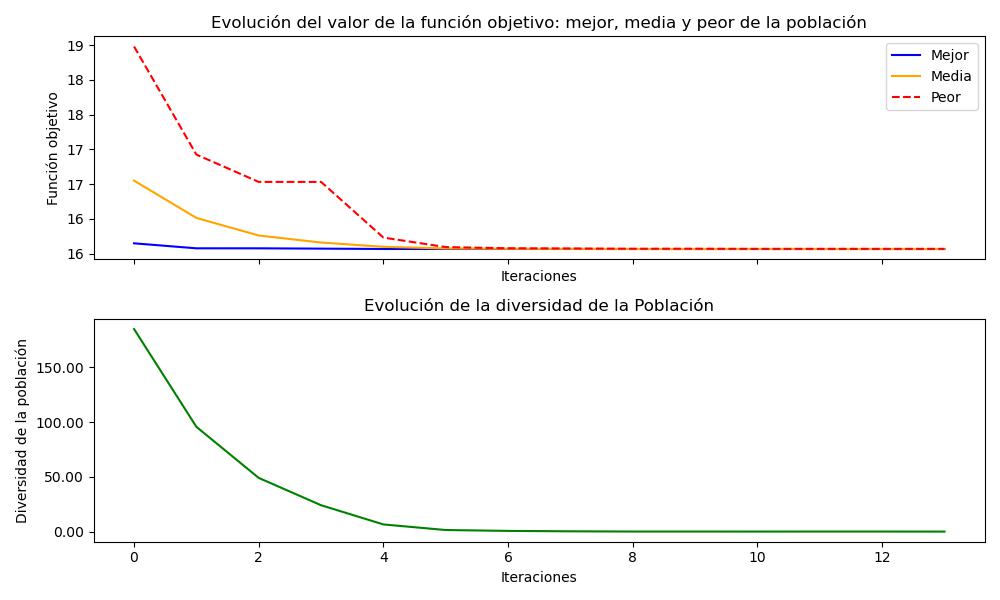 Evolución del valor de la función objetivo: mejor, media y peor de la población
Función objetivo
19
18
18
17
17
16
16
Mejor
Media
Peor
Iteraciones
Evolución de la diversidad de la Población
Diversidad de la población
150.00
100.00
50.00
0.00
0 2 4 6 8 10 12
Iteraciones